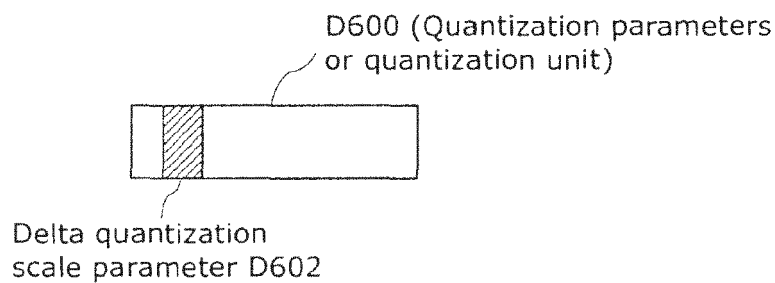 D600 (Quantization parameters
or quantization unit)
Delta quantization
scale parameter D602